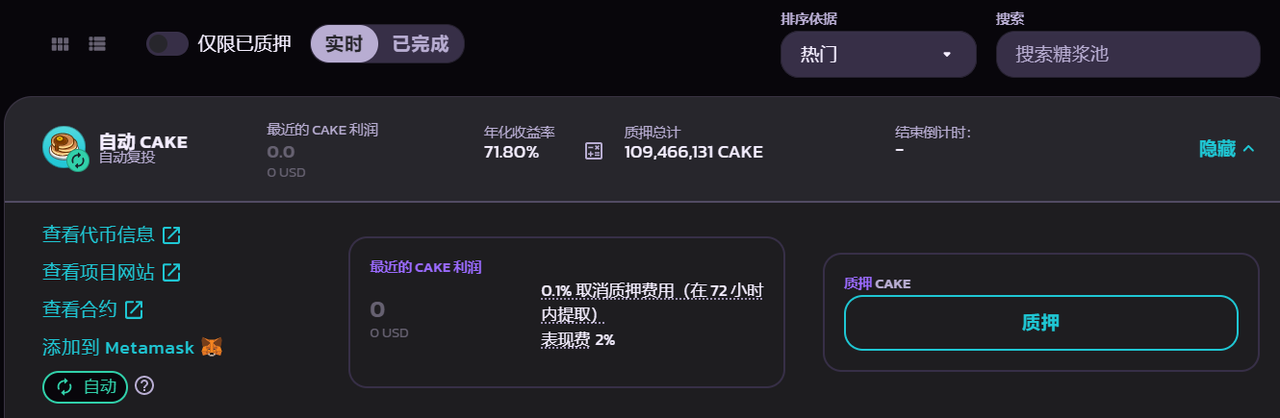 排序依据
搜索
仅限已质押 实时 已完成
热门
搜索糖浆池
自动 CAKE
自动复投
最近的 CAKE 利润
0.0
0 USD
年化收益率
71.80%
质押总计
109,466,131 CAKE
结束倒计时:
–
隐藏
查看代币信息
查看项目网站
查看合约
添加到 Metamask
自动
最近的 CAKE 利润
0
0 USD
0.1% 取消质押费用（在 72 小时
内提取）
表现费 2%
质押 CAKE
质押